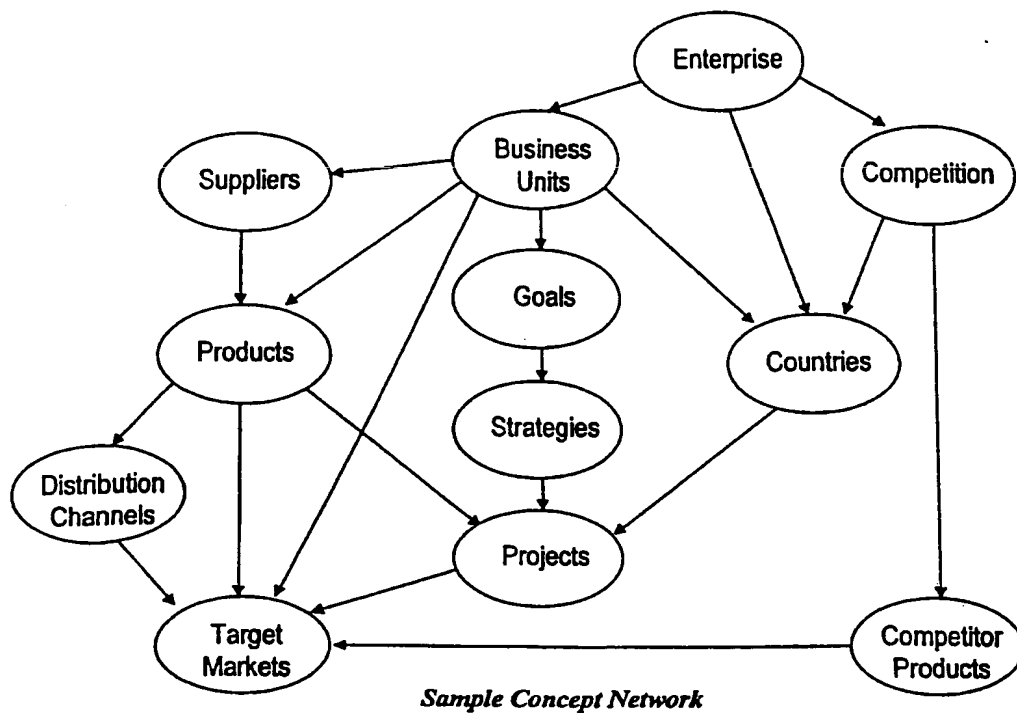 Enterprise
Business
Units
Suppliers
Competition
Goals
Products
Countries
Strategies
Distribution
Channels
Projects
Target
Markets
Competitor
Products
Sample Concept Network